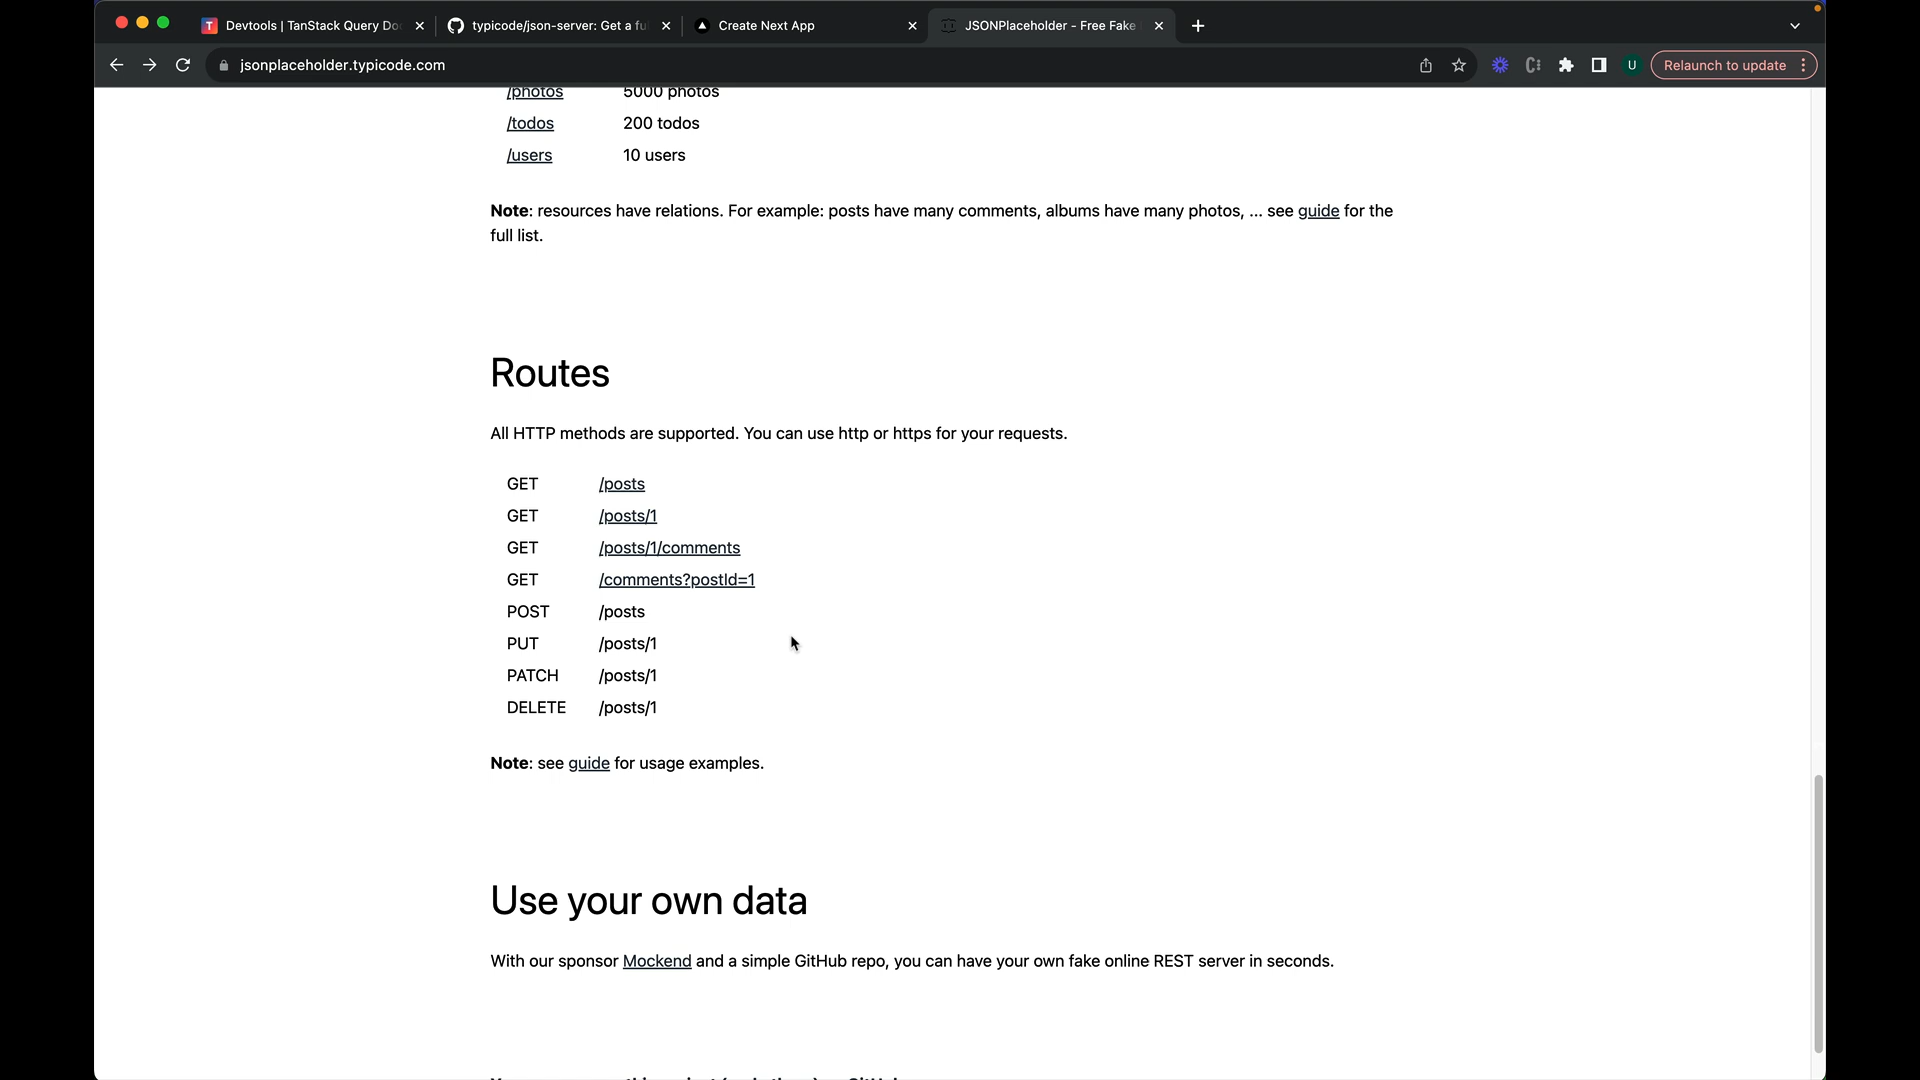 Devtools | TanStack Query Do
typicode/json-server: Get a fu
Create Next App
JSONPlaceholder - Free Fake
jsonplaceholder.typicode.com
U
Relaunch to update
/photos 5000 photos
/todos 200 todos
/users 10 users
Note: resources have relations. For example: posts have many comments, albums have many photos, ... see guide for the
full list.
Routes
All HTTP methods are supported. You can use http or https for your requests.
GET /posts
GET /posts/1
GET /posts/1/comments
GET /comments?postId=1
POST /posts
PUT /posts/1
PATCH /posts/1
DELETE /posts/1
Note: see guide for usage examples.
Use your own data
With our sponsor Mockend and a simple GitHub repo, you can have your own fake online REST server in seconds.